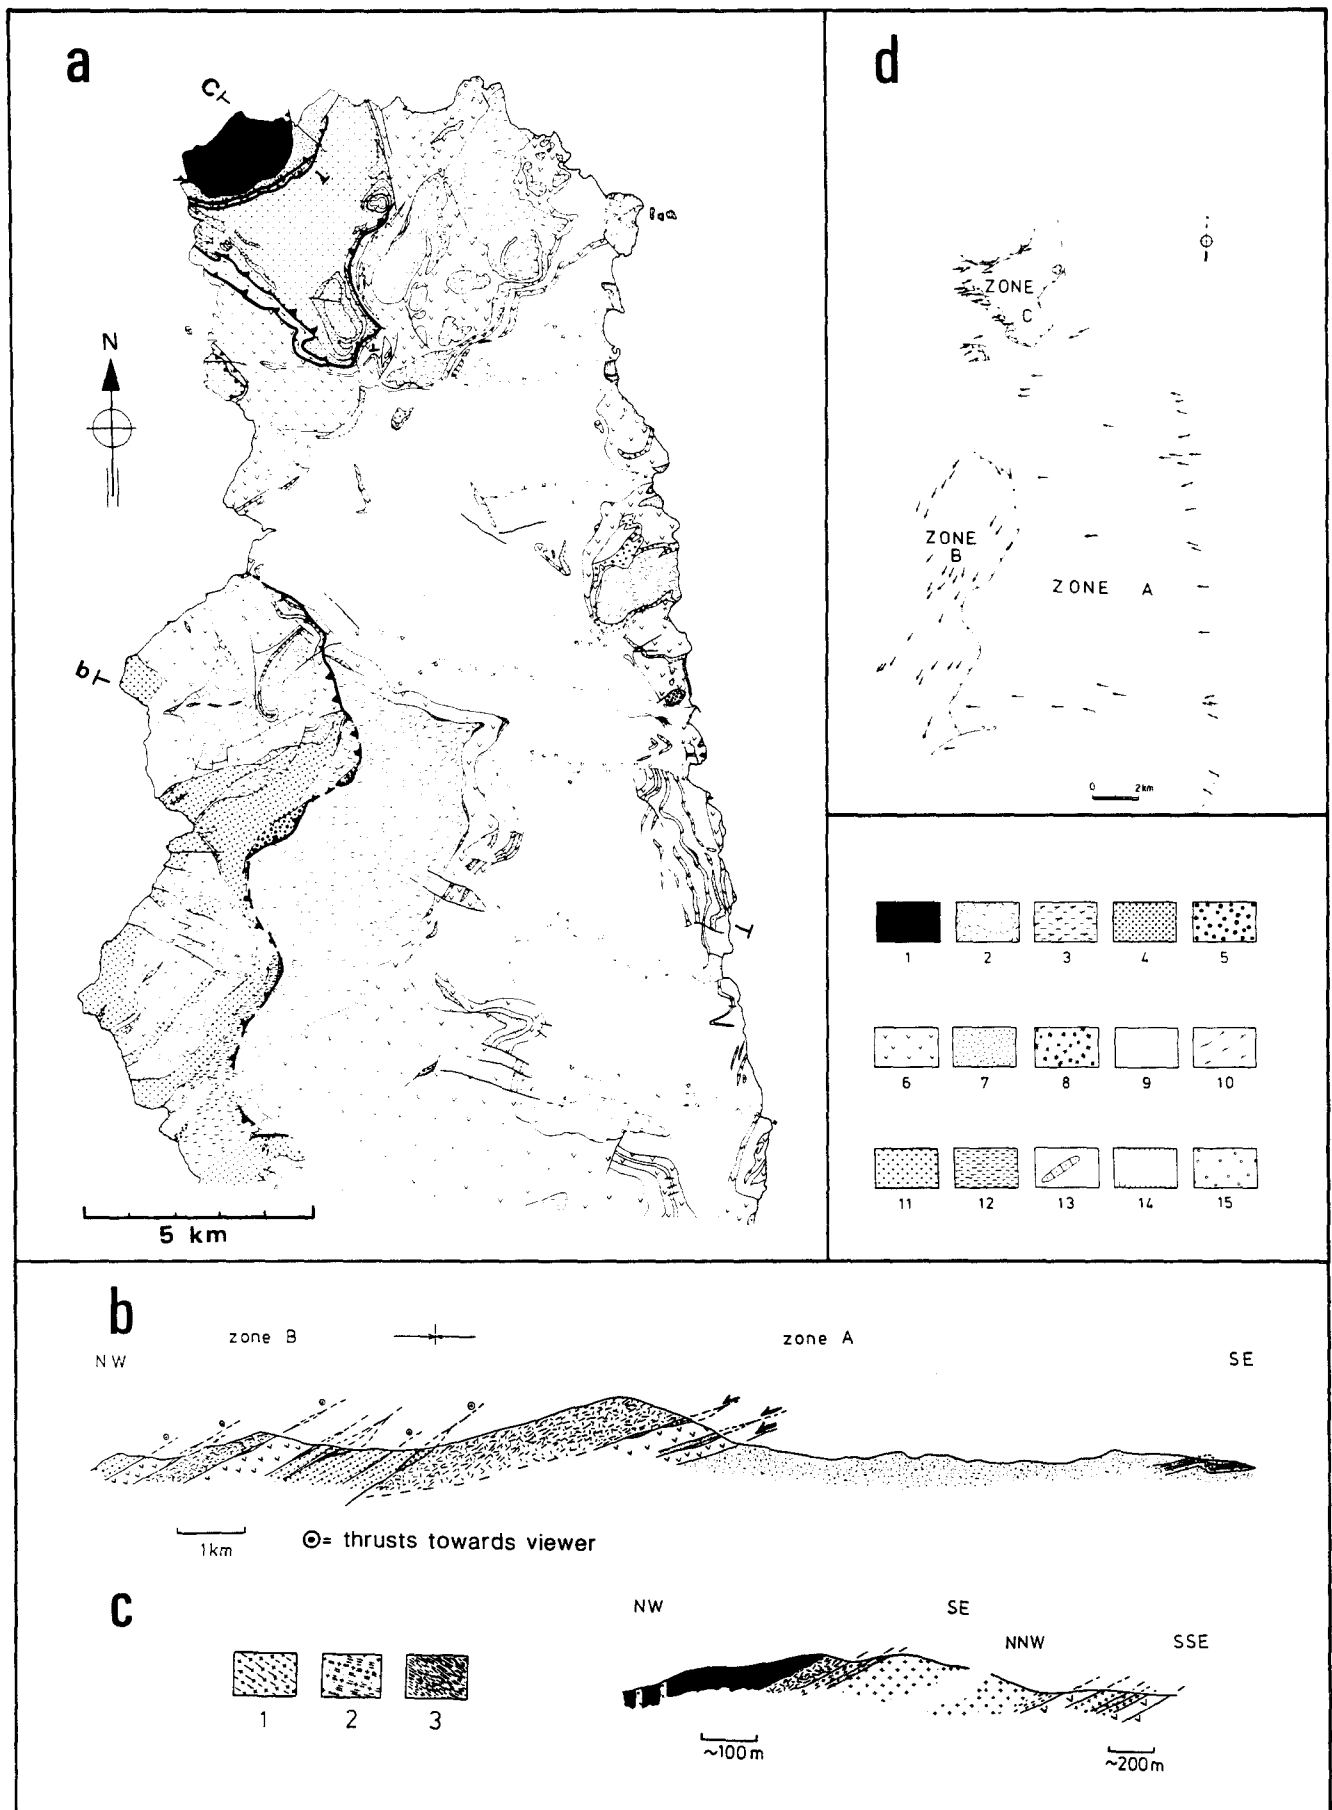 a
C
N
b
5 km
d
ZONE
C
ZONE
B
ZONE A
0 2km
1 2 3 4 5
6 7 8 9 10
11 12 13 14 15
b
zone B
zone A
NW
SE
1km
⊙= thrusts towards viewer
c
NW
SE
NNW
SSE
1 2 3
~100m
~200m